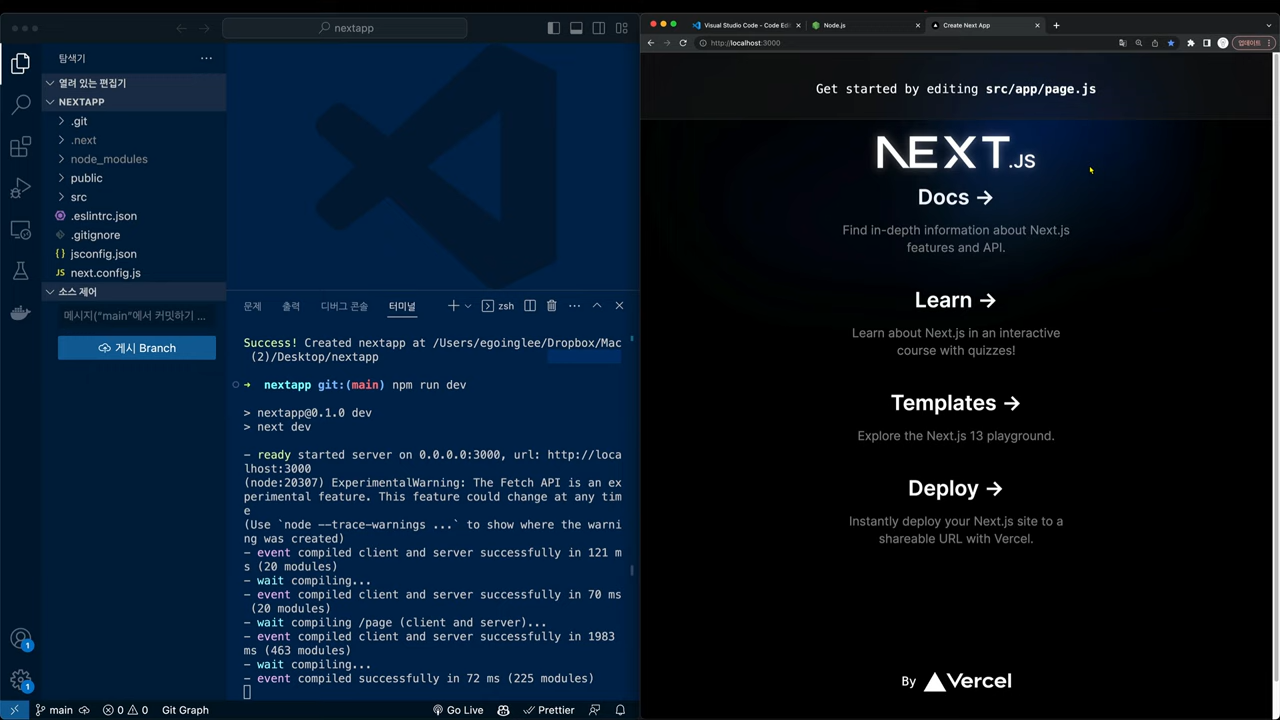 nextapp
탐색기
열려 있는 편집기
NEXTAPP
.git
.next
node_modules
public
src
.eslintrc.json
.gitignore
{ } jsconfig.json
JS next.config.js
소스 제어
메시지("main"에서 커밋하기 ...
게시 Branch
1
1
문제 출력 디버그 콘솔 터미널 zsh
Success! Created nextapp at /Users/egoinglee/Dropbox/Mac
(2)/Desktop/nextapp
➜ nextapp git:(main) npm run dev
> nextapp@0.1.0 dev
> next dev
- ready started server on 0.0.0.0:3000, url: http://loca
lhost:3000
(node:20307) ExperimentalWarning: The Fetch API is an ex
perimental feature. This feature could change at any tim
e
(Use `node --trace-warnings ...` to show where the warni
ng was created)
- event compiled client and server successfully in 121 m
s (20 modules)
- wait compiling...
- event compiled client and server successfully in 70 ms
(20 modules)
- wait compiling /page (client and server)...
- event compiled client and server successfully in 1983
ms (463 modules)
- wait compiling...
- event compiled successfully in 72 ms (225 modules)
main 0 0 Git Graph Go Live Prettier
Visual Studio Code - Code Edi
Node.js
Create Next App
http://localhost:3000
업데이트
Get started by editing src/app/page.js
NEXT.JS
Docs →
Find in-depth information about Next.js
features and API.
Learn →
Learn about Next.js in an interactive
course with quizzes!
Templates →
Explore the Next.js 13 playground.
Deploy →
Instantly deploy your Next.js site to a
shareable URL with Vercel.
By Vercel